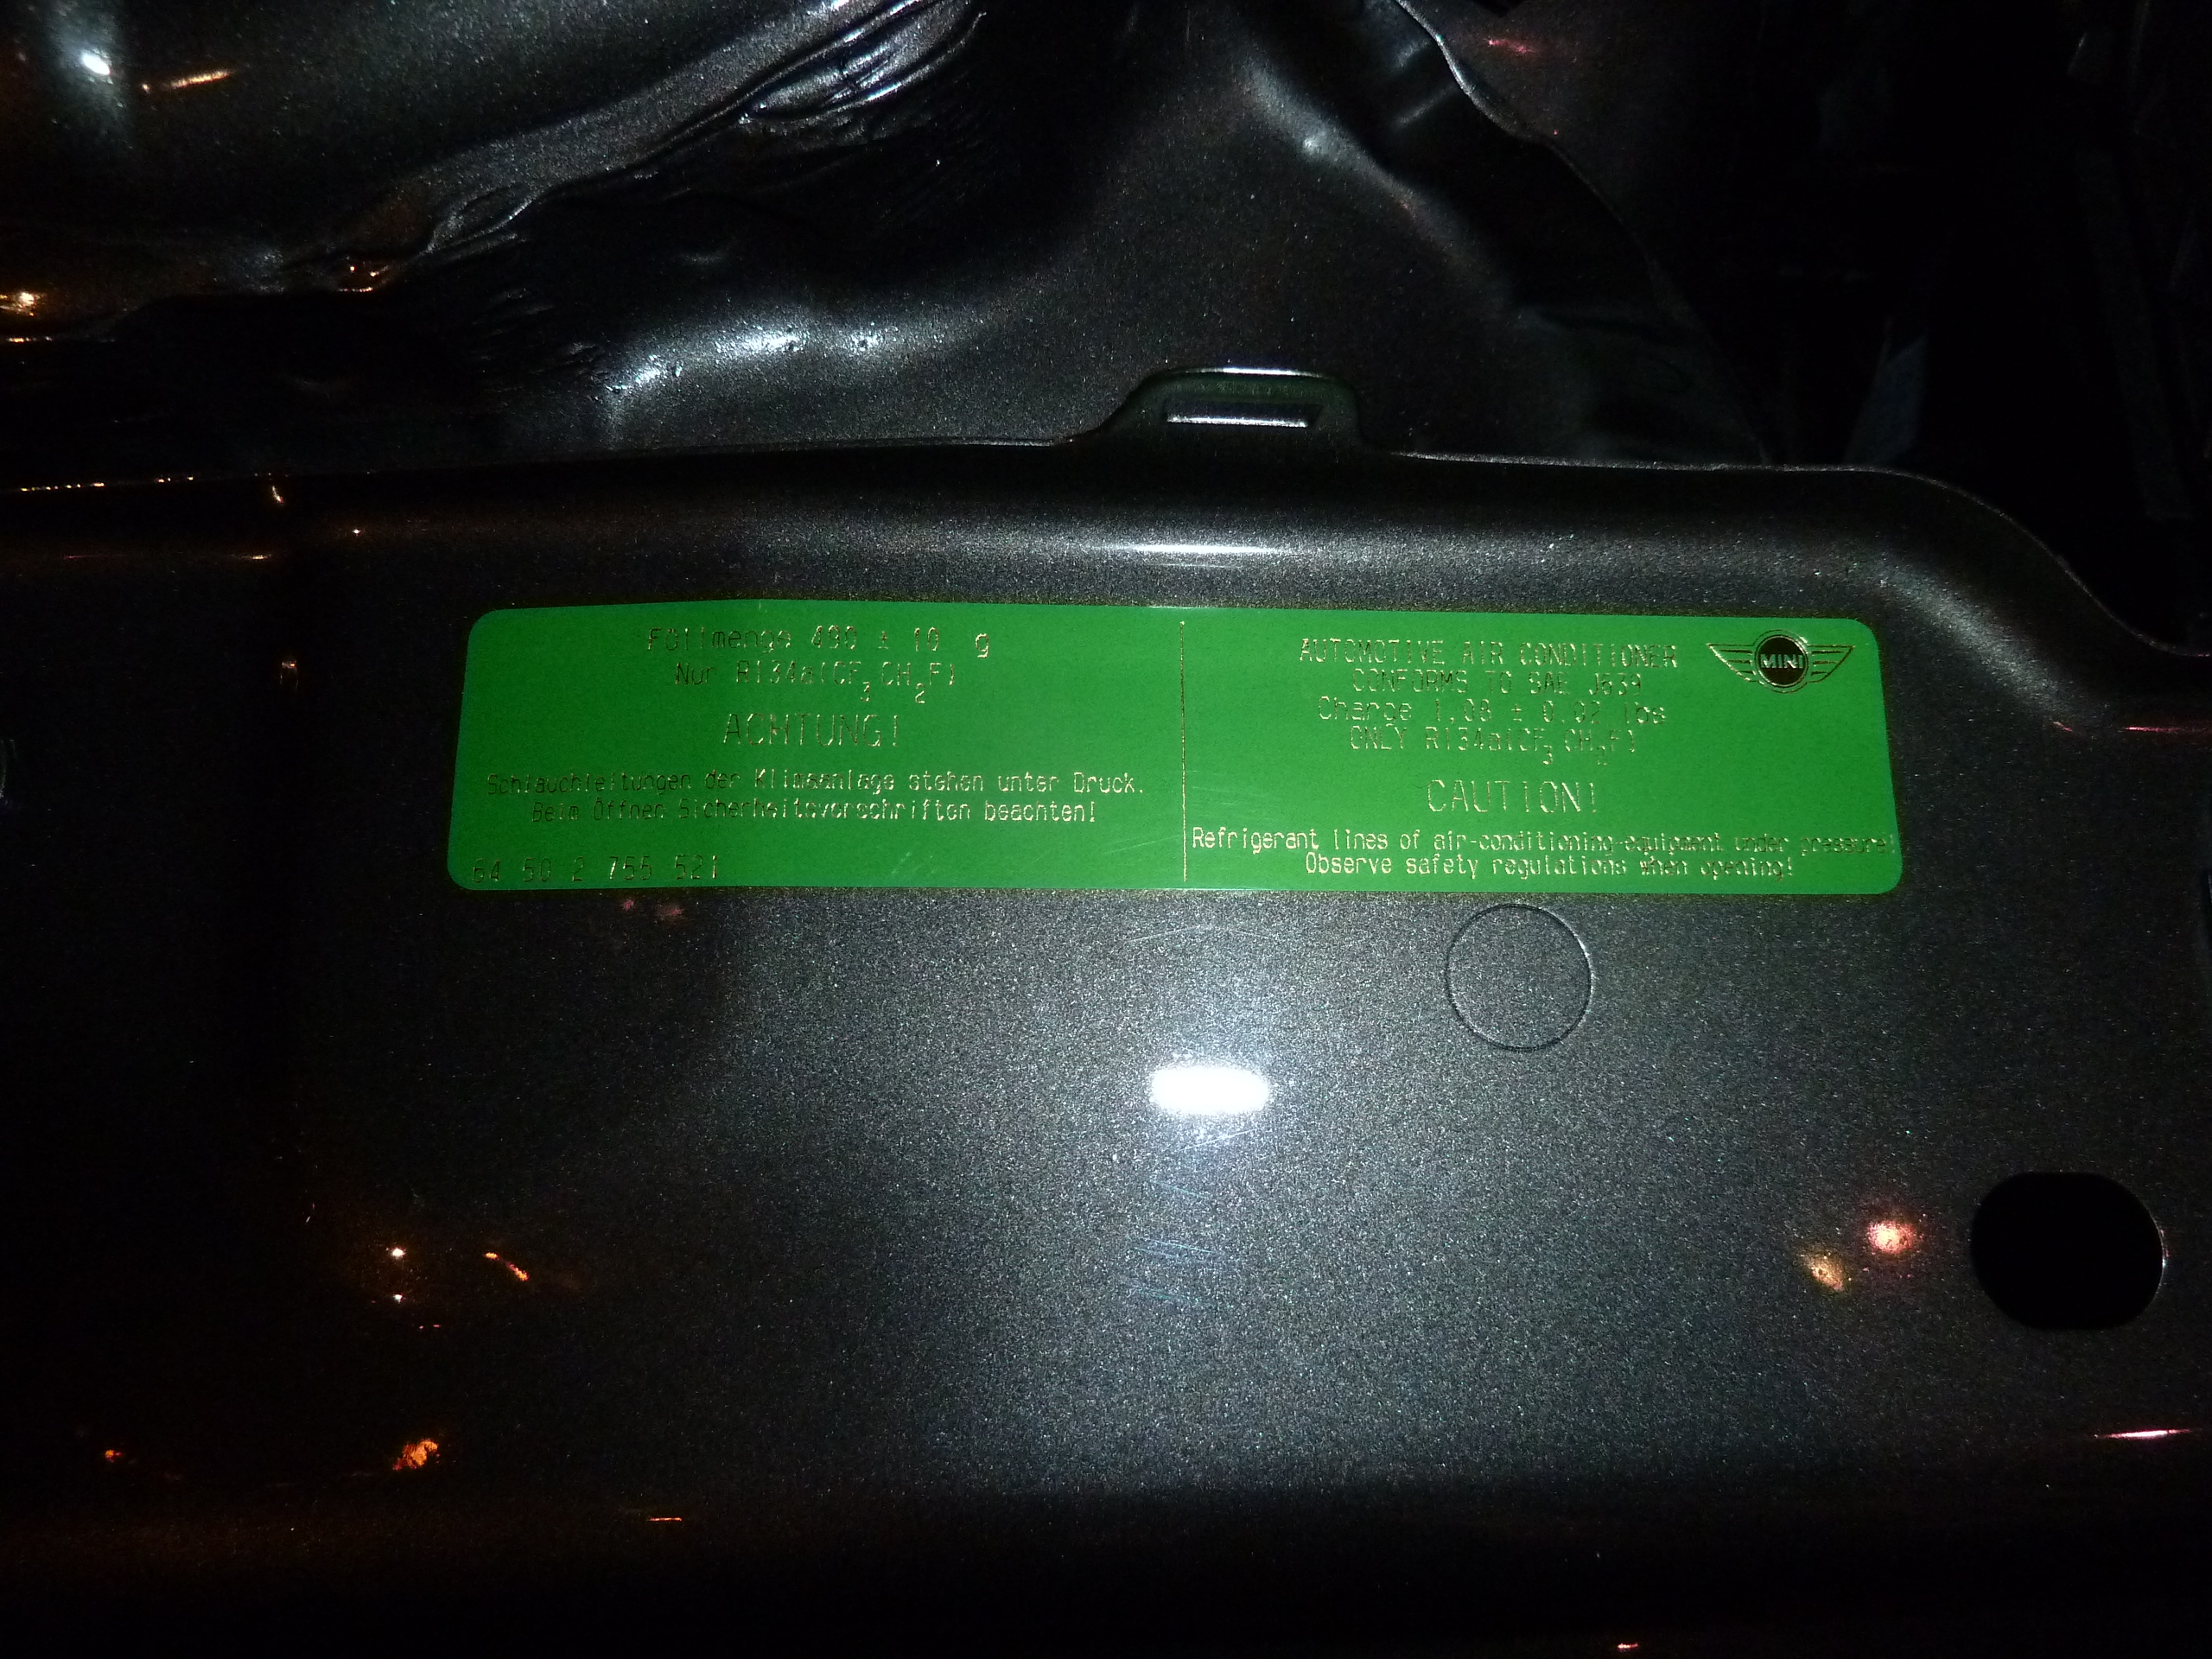 Füllmenge 490 ± 10 g
Nur R134a(CF3CH2F)
ACHTUNG!
Schlauchleitungen der Klimaanlage stehen unter Druck.
Beim Öffnen Sicherheitsvorschriften beachten!
64 50 2 755 521
AUTOMOTIVE AIR CONDITIONER
CONFORMS TO SAE J639
Charge 1.08 ± 0.02 lbs
ONLY R134a(CF3CH2F)
CAUTION!
Refrigerant lines of air-conditioning-equipment under pressure!
Observe safety regulations when opening!
MINI